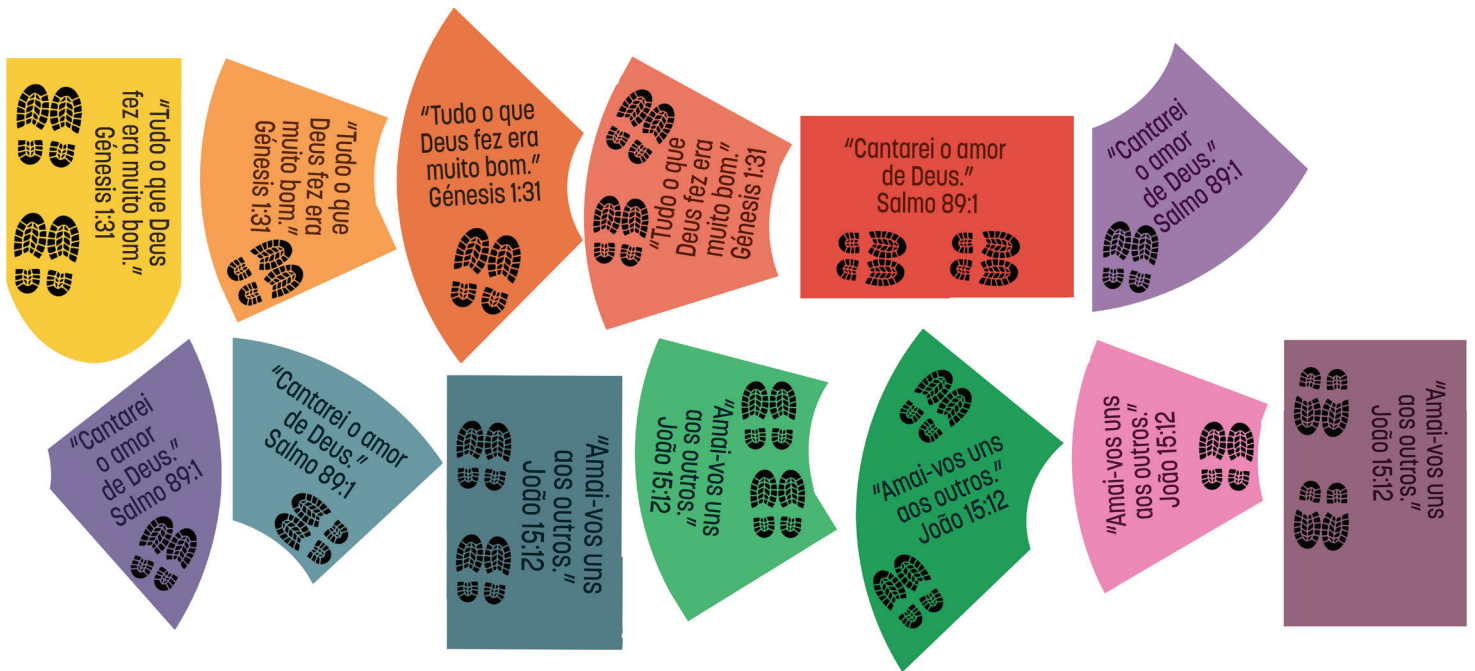 “Tudo o que Deus
fez era muito bom.”
Génesis 1:31
“Tudo o que
Deus fez era
muito bom.”
Génesis 1:31
“Tudo o que
Deus fez era
muito bom.”
Génesis 1:31
“Tudo o que
Deus fez era
muito bom.”
Génesis 1:31
“Cantarei o amor
de Deus.”
Salmo 89:1
“Cantarei
o amor
de Deus.”
Salmo 89:1
“Cantarei
o amor
de Deus.”
Salmo 89:1
“Cantarei o amor
de Deus.”
Salmo 89:1
“Amai-vos uns
aos outros.”
João 15:12
“Amai-vos uns
aos outros.”
João 15:12
“Amai-vos uns
aos outros.”
João 15:12
“Amai-vos uns
aos outros.”
João 15:12
“Amai-vos uns
aos outros.”
João 15:12